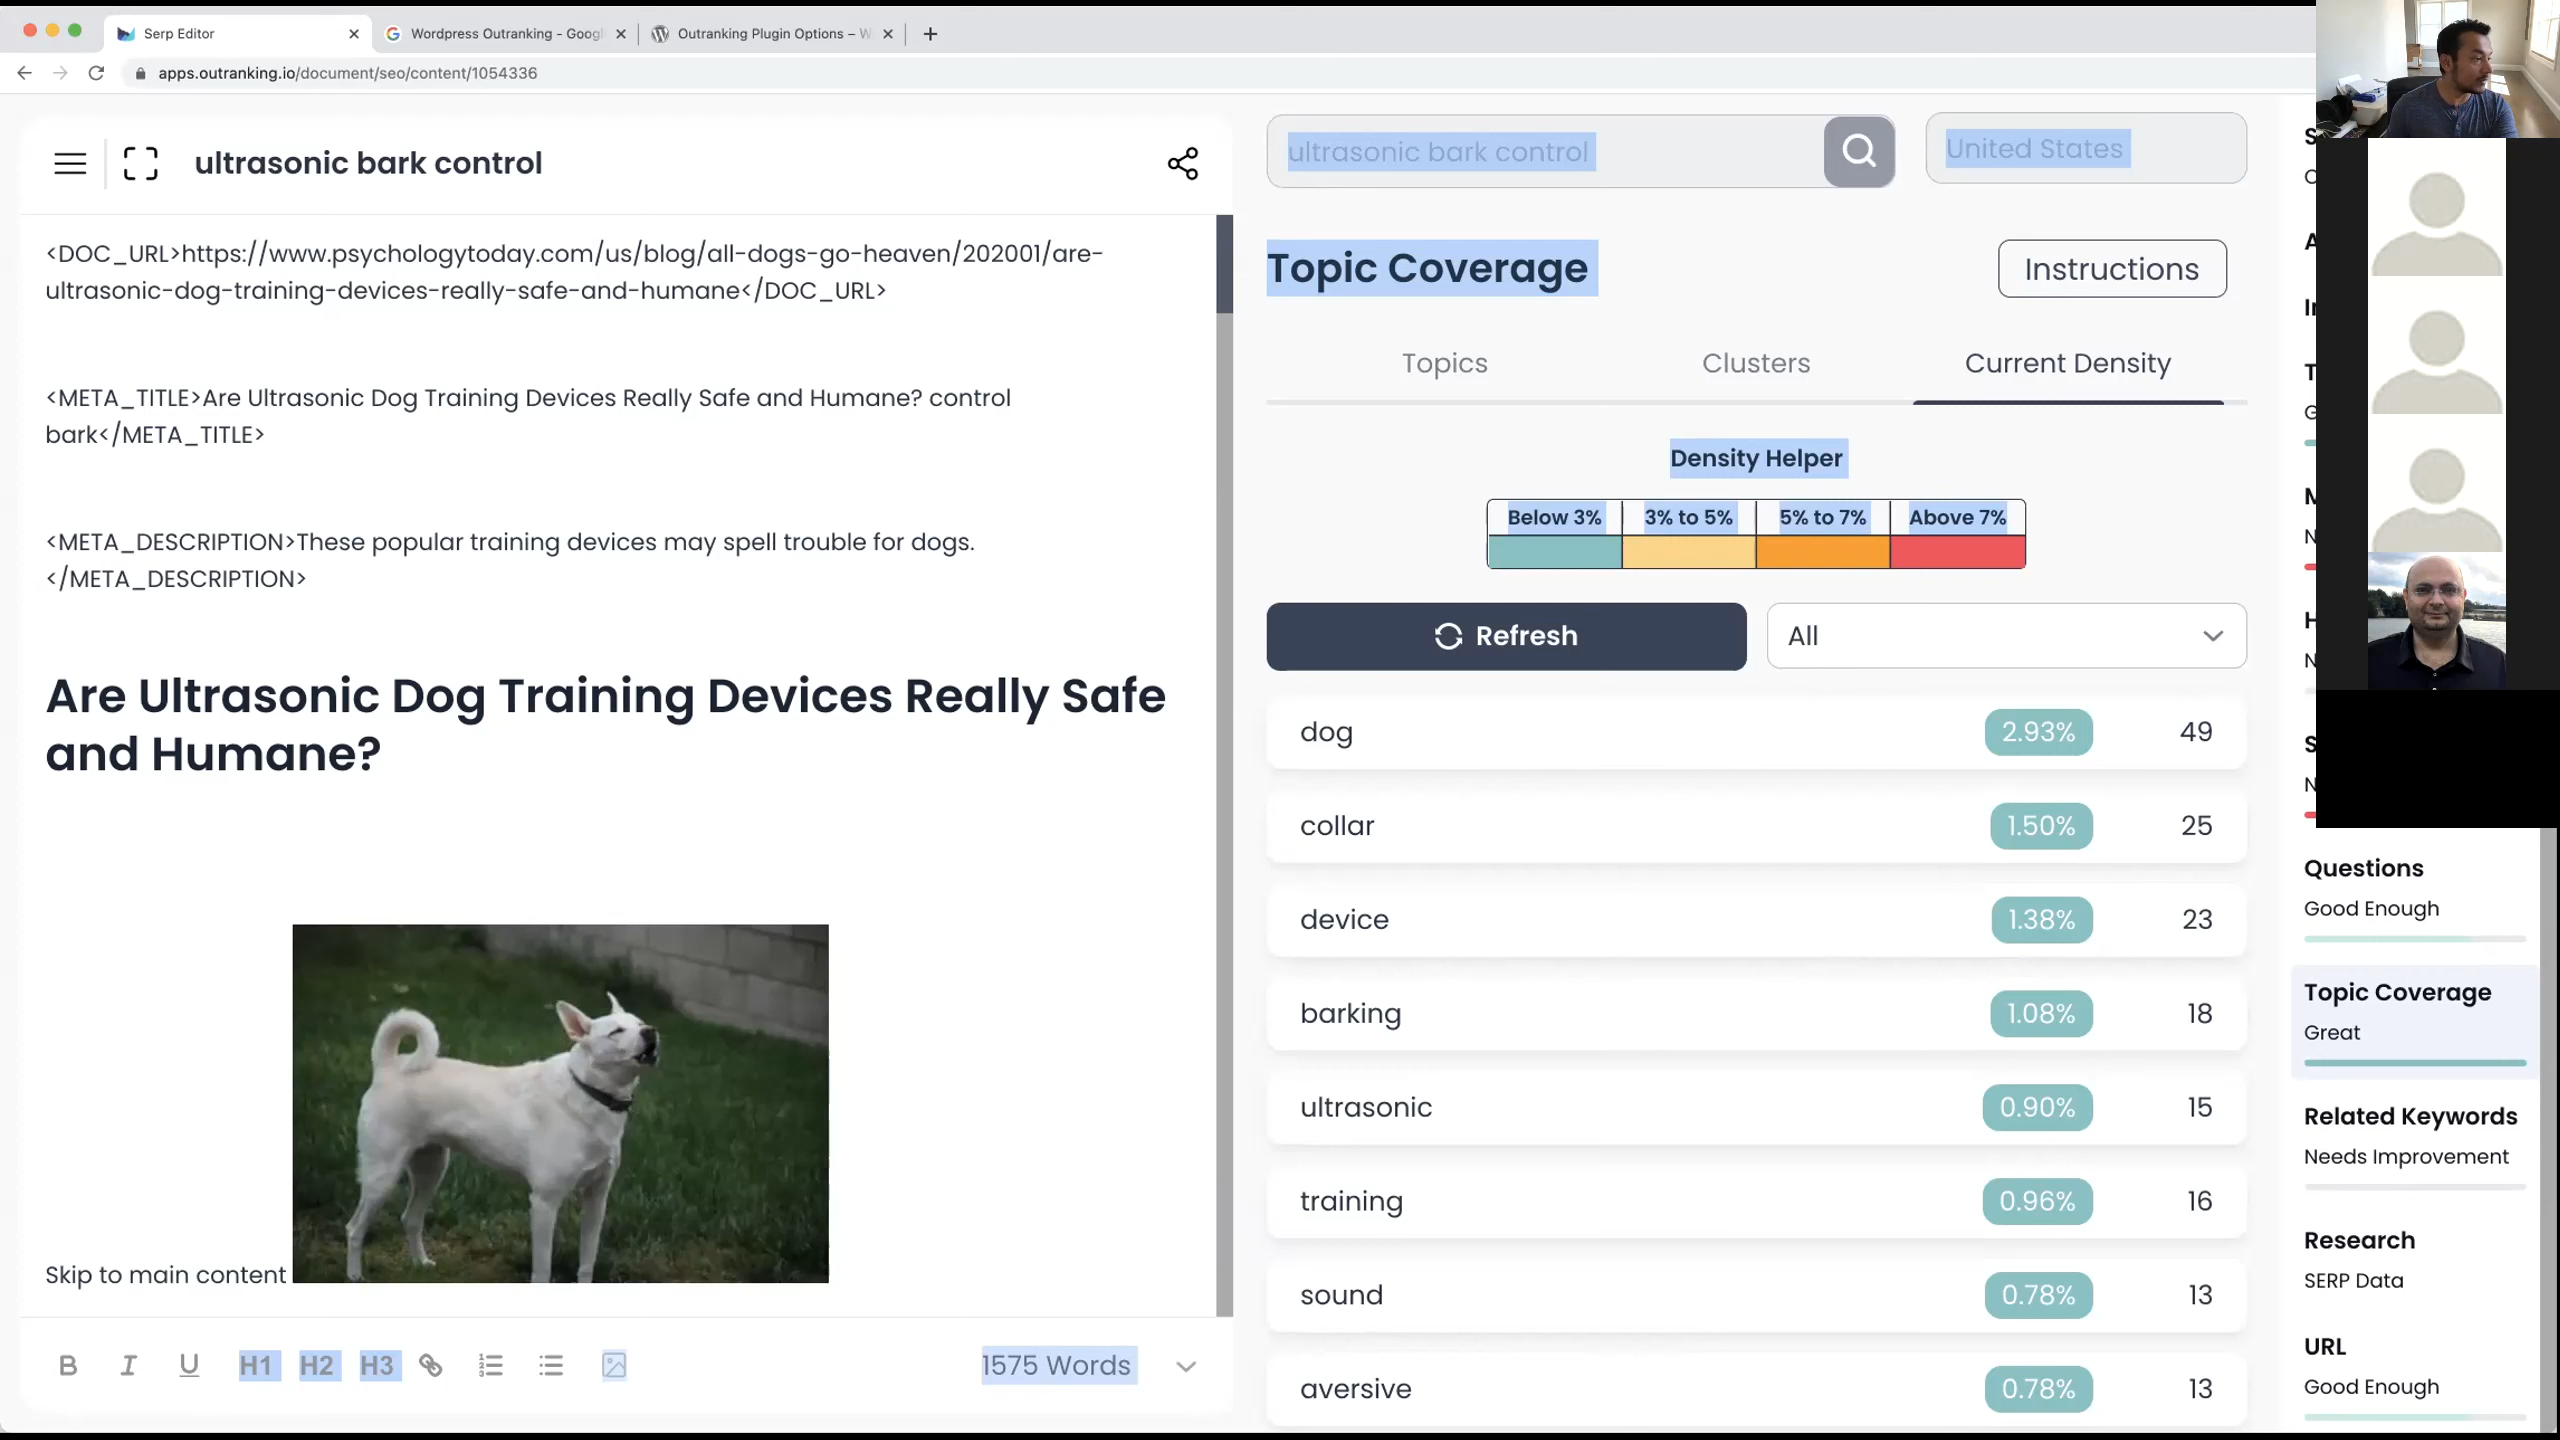 Serp Editor
Wordpress Outranking - Googl
Outranking Plugin Options – W
apps.outranking.io/document/seo/content/1054336
ultrasonic bark control
<DOC_URL>https://www.psychologytoday.com/us/blog/all-dogs-go-heaven/202001/are-
ultrasonic-dog-training-devices-really-safe-and-humane</DOC_URL>
<META_TITLE>Are Ultrasonic Dog Training Devices Really Safe and Humane? control
bark</META_TITLE>
<META_DESCRIPTION>These popular training devices may spell trouble for dogs.
</META_DESCRIPTION>
Are Ultrasonic Dog Training Devices Really Safe
and Humane?
Skip to main content
B I U H1 H2 H3
1575 Words
ultrasonic bark control
United States
Topic Coverage
Instructions
Topics
Clusters
Current Density
Density Helper
Below 3%
3% to 5%
5% to 7%
Above 7%
Refresh
All
dog 2.93% 49
collar 1.50% 25
device 1.38% 23
barking 1.08% 18
ultrasonic 0.90% 15
training 0.96% 16
sound 0.78% 13
aversive 0.78% 13
Questions
Good Enough
Topic Coverage
Great
Related Keywords
Needs Improvement
Research
SERP Data
URL
Good Enough